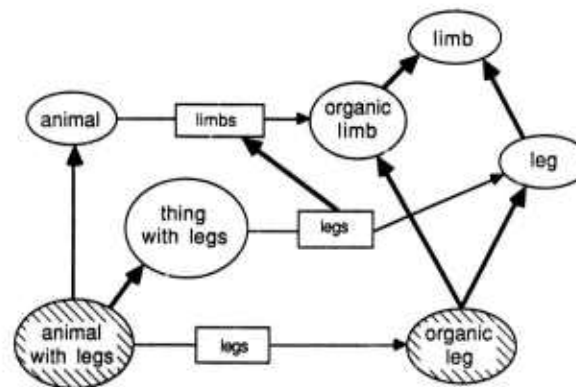 limb
animal
limbs
organic
limb
leg
thing
with legs
legs
animal
with legs
legs
organic
leg